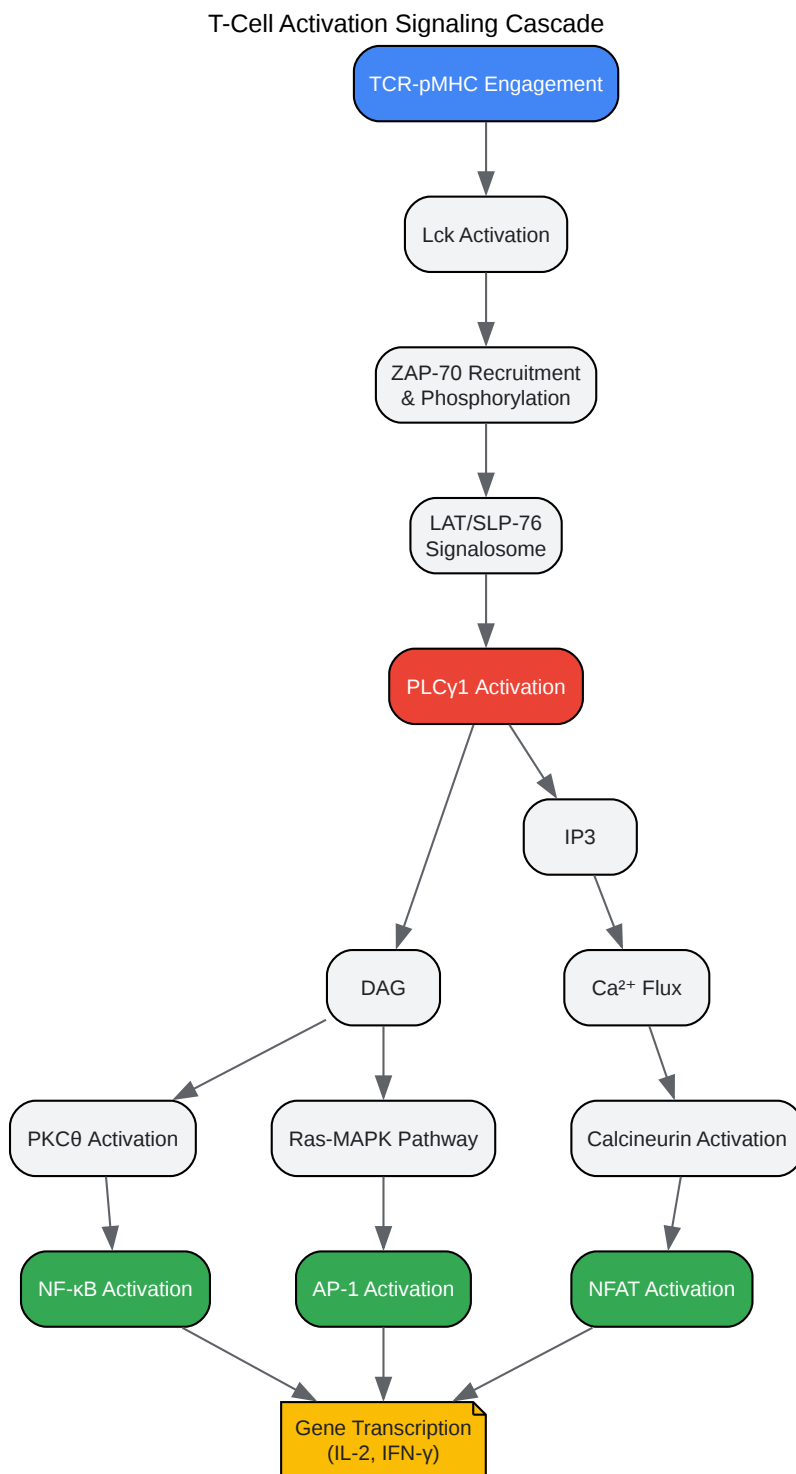 T-Cell Activation Signaling Cascade
TCR-pMHC Engagement
Lck Activation
ZAP-70 Recruitment
& Phosphorylation
LAT/SLP-76
Signalosome
PLCγ1 Activation
IP3
DAG
Ca²⁺ Flux
PKCθ Activation
Ras-MAPK Pathway
Calcineurin Activation
NF-κB Activation
AP-1 Activation
NFAT Activation
Gene Transcription
(IL-2, IFN-γ)